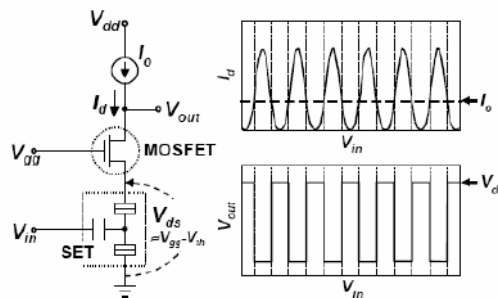 V_dd
I_o
I_d
V_out
V_gg
MOSFET
V_ds
≈V_gg-V_th
V_in
SET
I_d
I_o
V_in
V_out
V_d
V_in